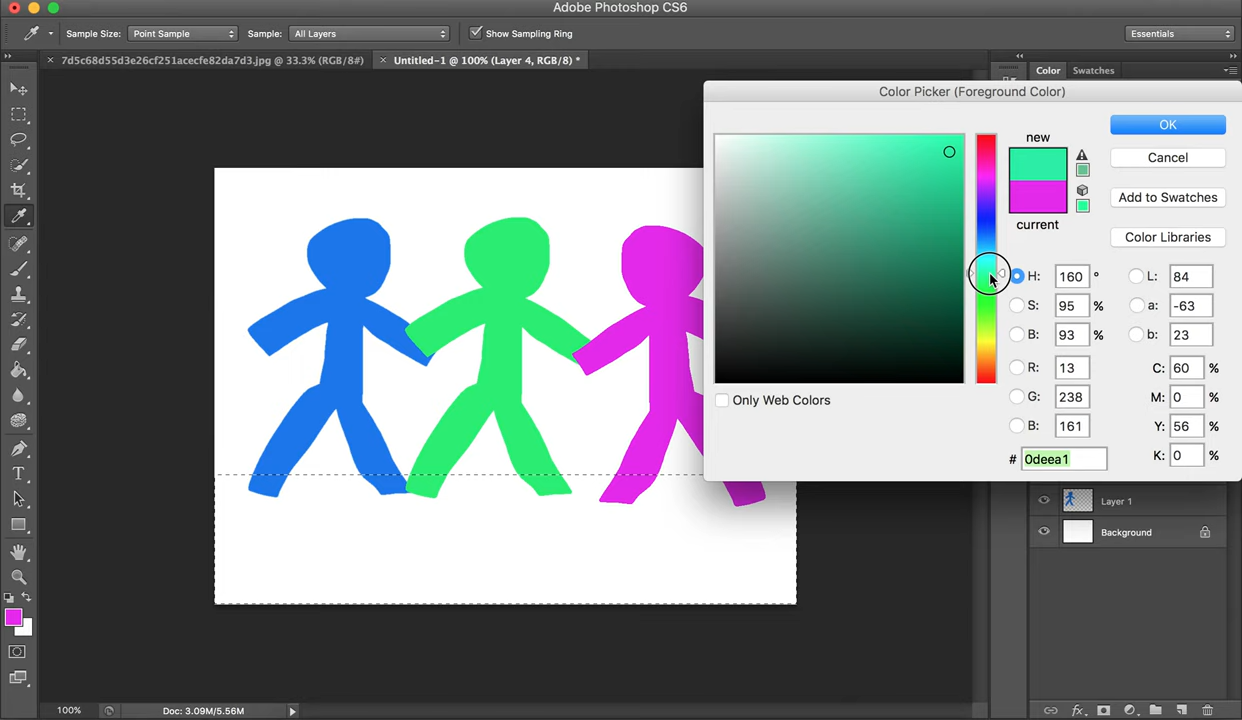 Adobe Photoshop CS6
Sample Size: Point Sample Sample: All Layers Show Sampling Ring Essentials
7d5c68d55d3e26cf251acecfe82da7d3.jpg @ 33.3% (RGB/8#) Untitled-1 @ 100% (Layer 4, RGB/8) * Color Swatches
Color Picker (Foreground Color)
new
current
OK
Cancel
Add to Swatches
Color Libraries
H: 160 ° L: 84
S: 95 % a: -63
B: 93 % b: 23
R: 13 C: 60 %
G: 238 M: 0 %
B: 161 Y: 56 %
# 0deea1 K: 0 %
Only Web Colors
Layer 1
Background
100% Doc: 3.09M/5.56M